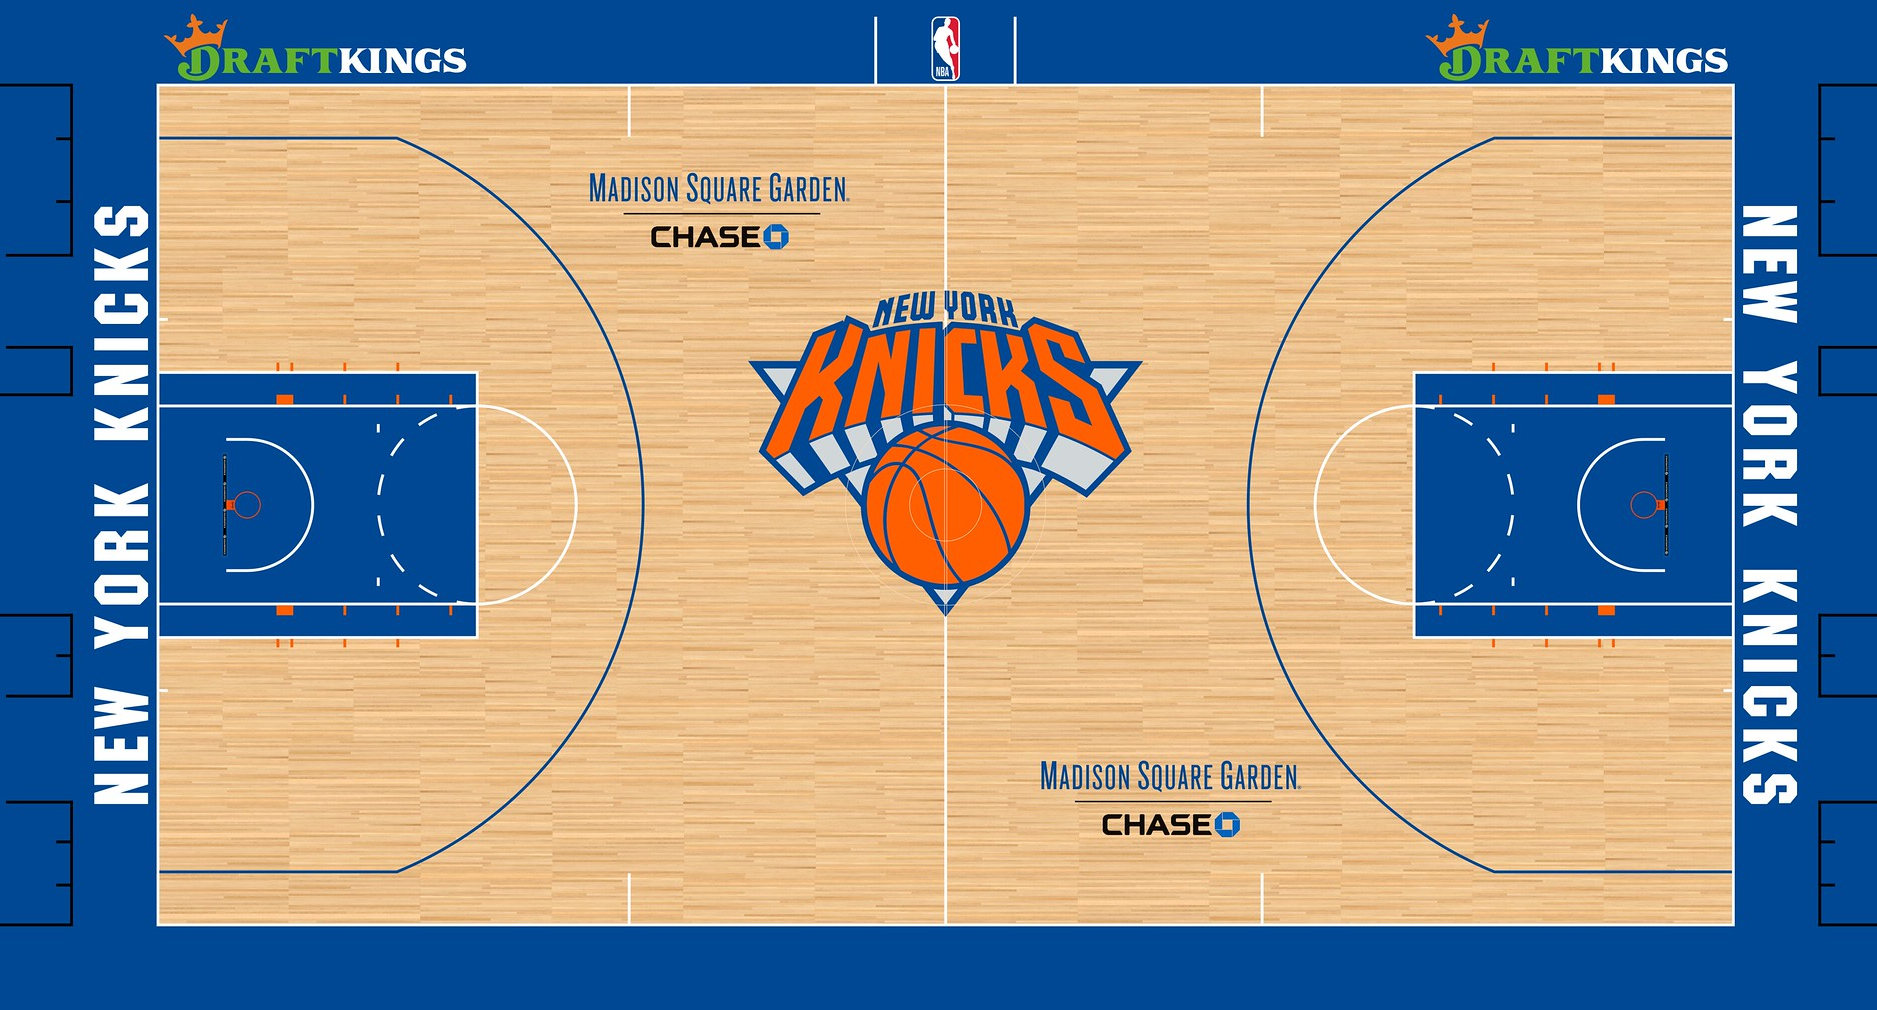 DRAFTKINGS
NBA
DRAFTKINGS
MADISON SQUARE GARDEN
CHASE
NEW YORK
KNICKS
NEW YORK KNICKS
NEW YORK KNICKS
MADISON SQUARE GARDEN
CHASE